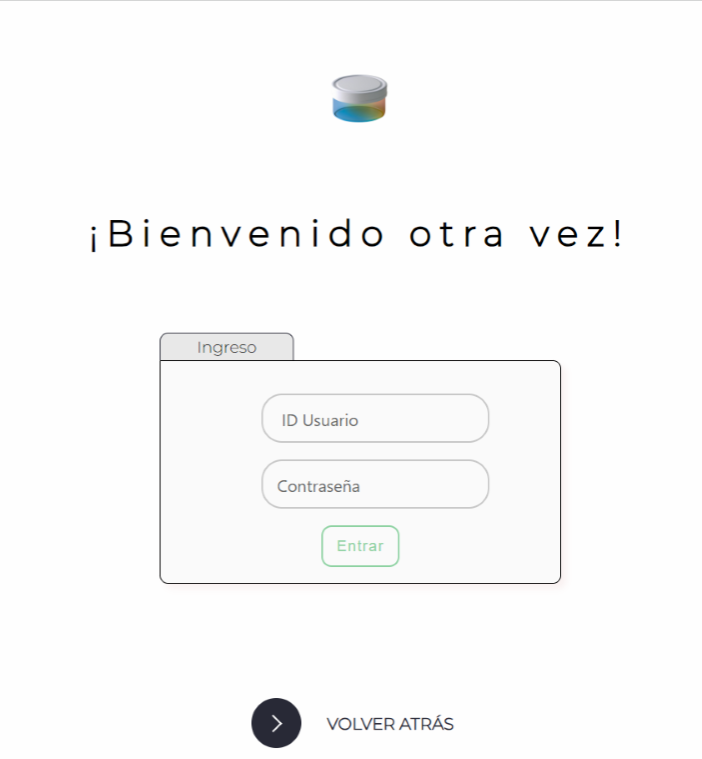 ¡Bienvenido otra vez!
Ingreso
ID Usuario
Contraseña
Entrar
VOLVER ATRÁS